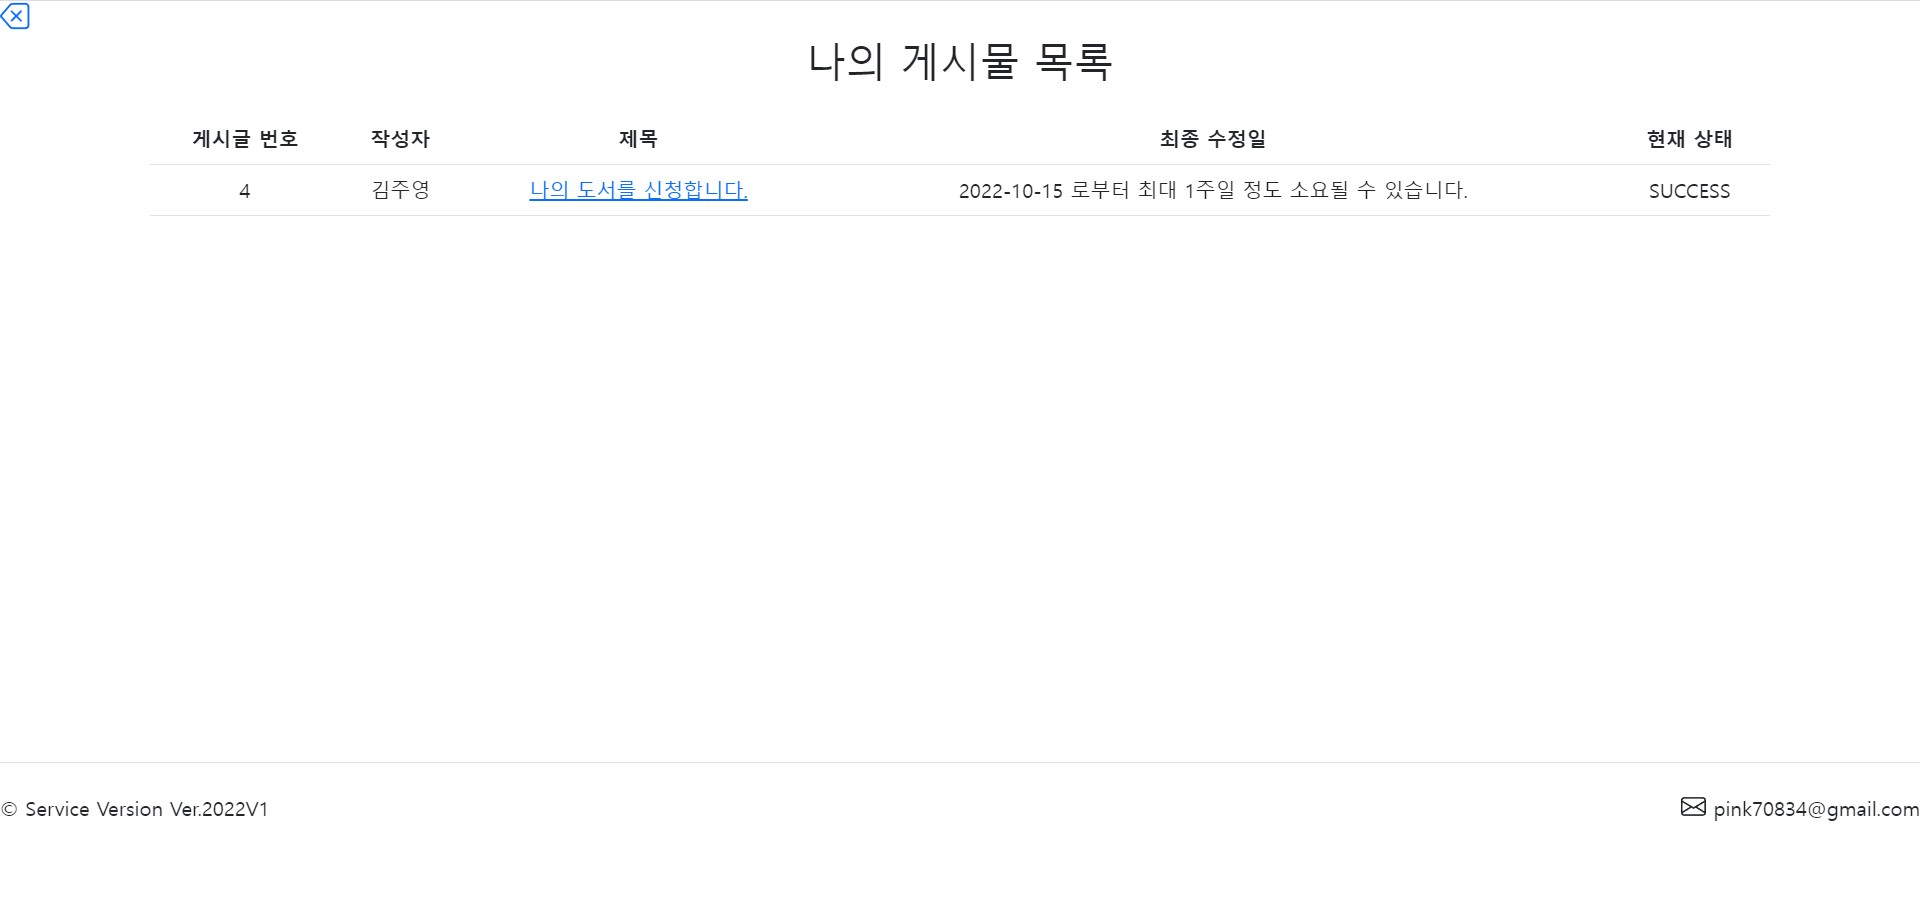 나의 게시물 목록
게시글 번호 작성자 제목 최종 수정일 현재 상태
4 김주영 나의 도서를 신청합니다. 2022-10-15 로부터 최대 1주일 정도 소요될 수 있습니다. SUCCESS
© Service Version Ver.2022V1 pink70834@gmail.com